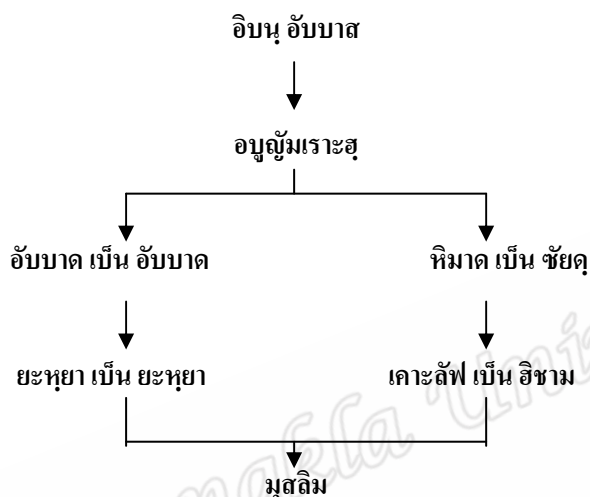 อิบนฺ อับบาส
อบูญัมเราะฮฺ
อับบาด เบ็น อับบาด
หิมาด เบ็น ซัยดฺ
ยะหฺยา เบ็น ยะหฺยา
เคาะลัฟ เบ็น ฮิชาม
มุสลิม